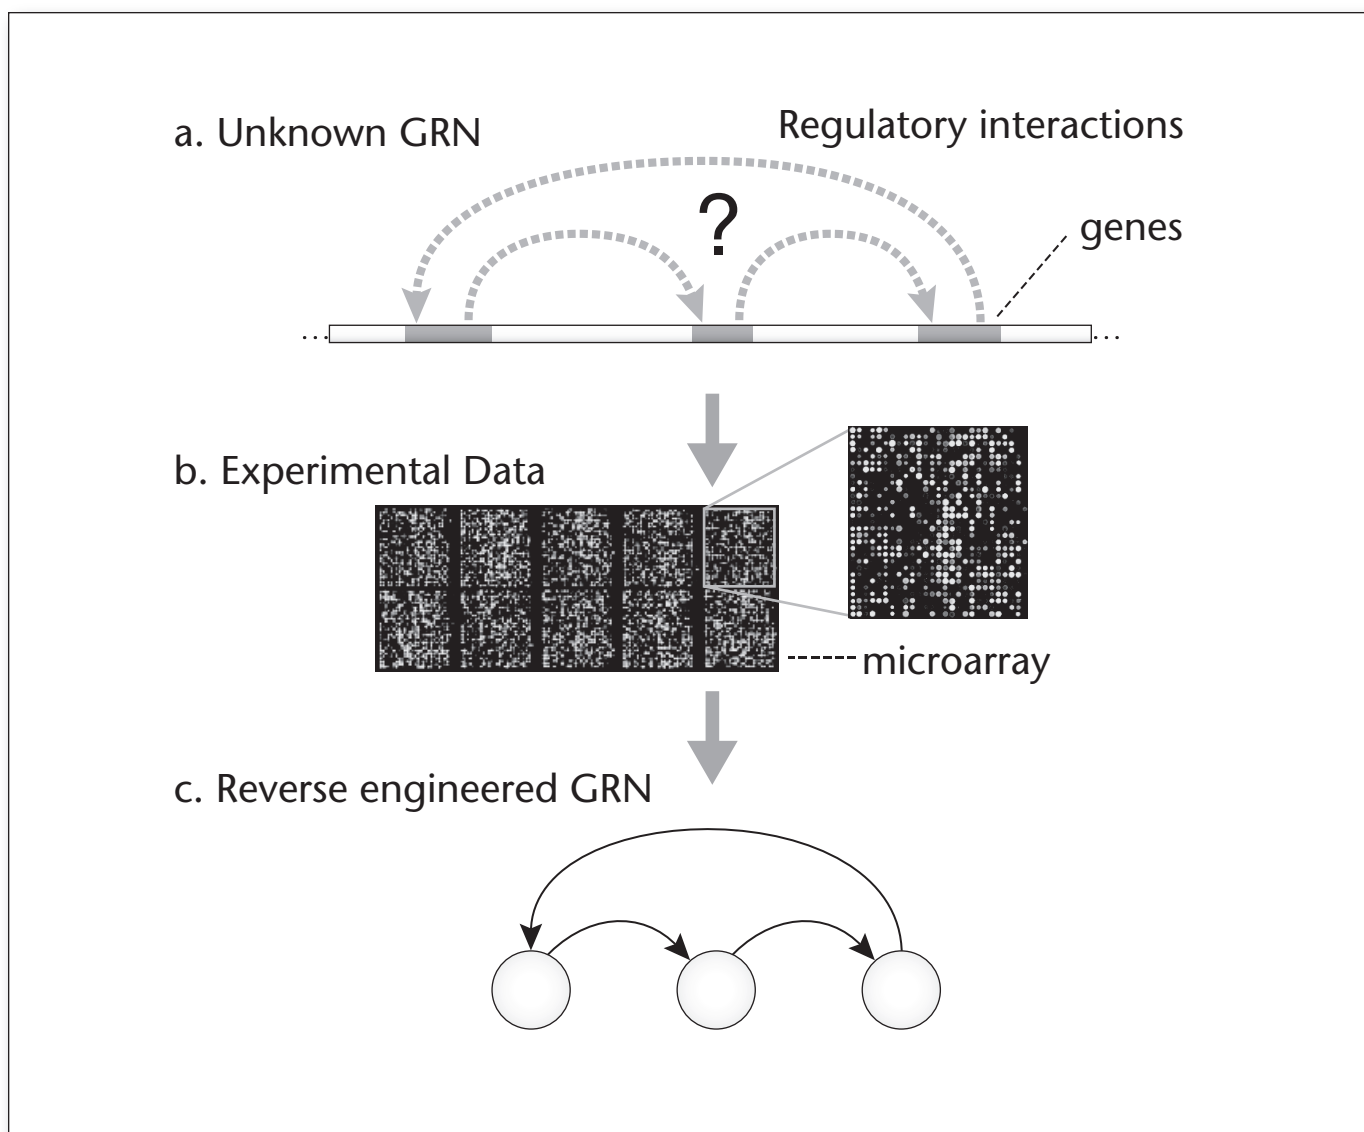 a. Unknown GRN
Regulatory interactions
?
genes
...
...
b. Experimental Data
microarray
c. Reverse engineered GRN